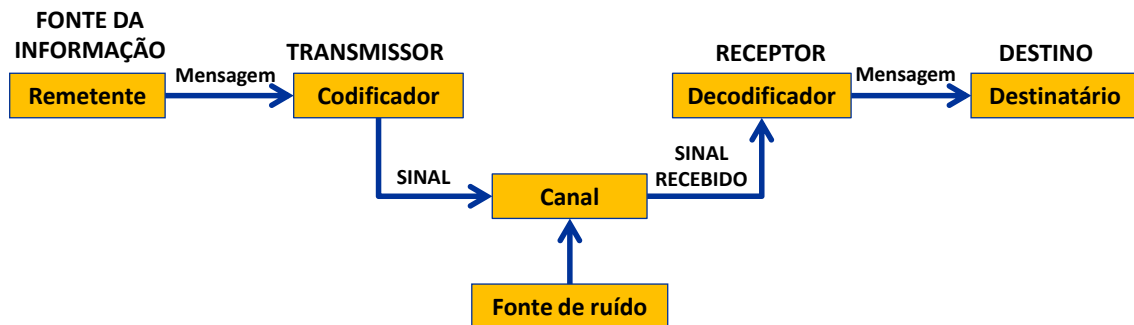 FONTE DA
INFORMAÇÃO
TRANSMISSOR
RECEPTOR
DESTINO
Remetente
Mensagem
Codificador
Decodificador
Mensagem
Destinatário
SINAL
SINAL
RECEBIDO
Canal
Fonte de ruído